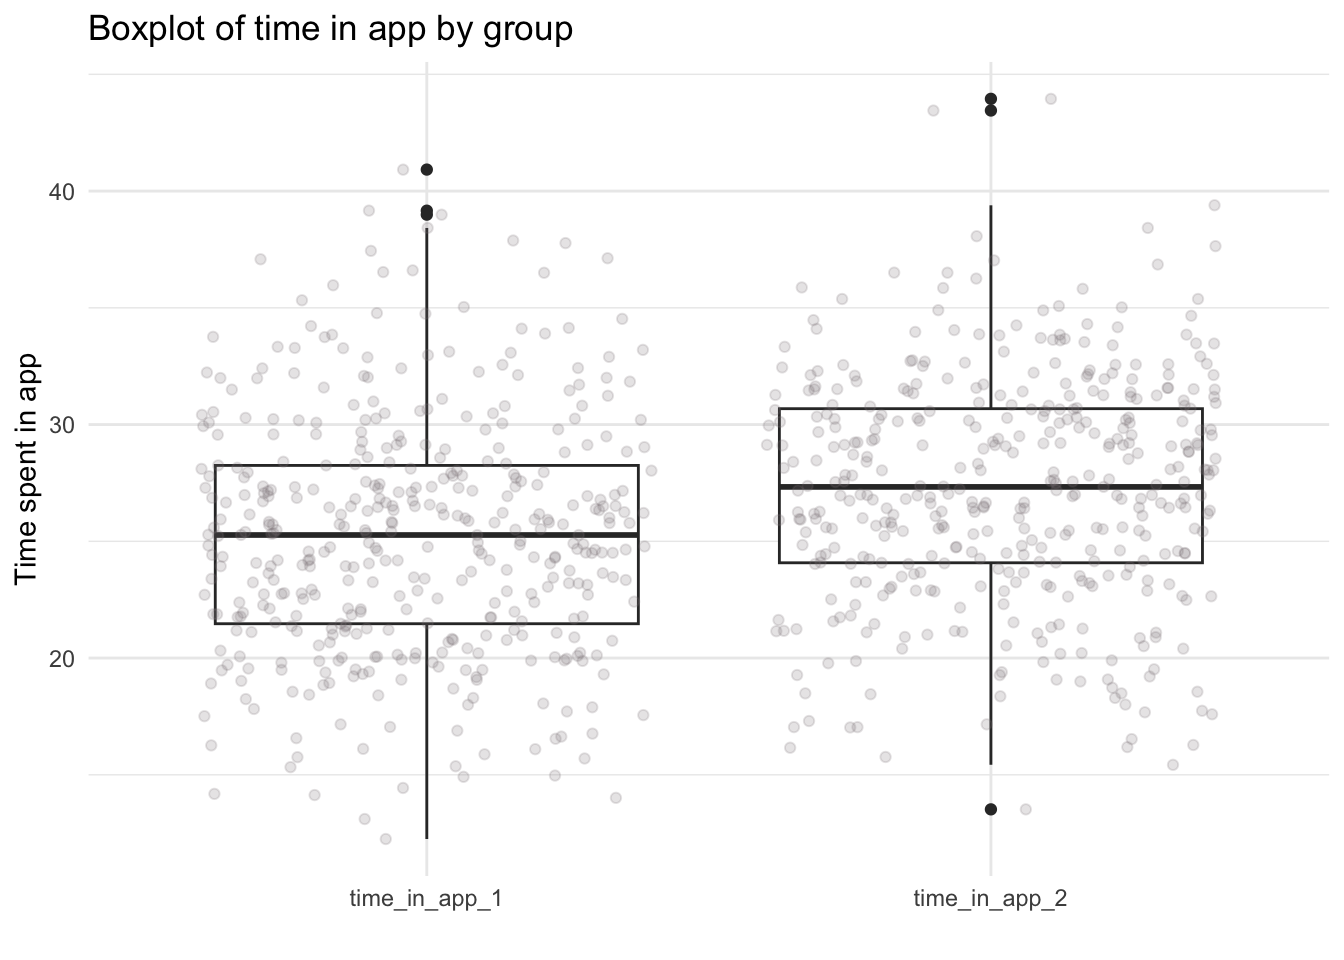 Boxplot of time in app by group
Time spent in app
40
30
20
time_in_app_1
time_in_app_2